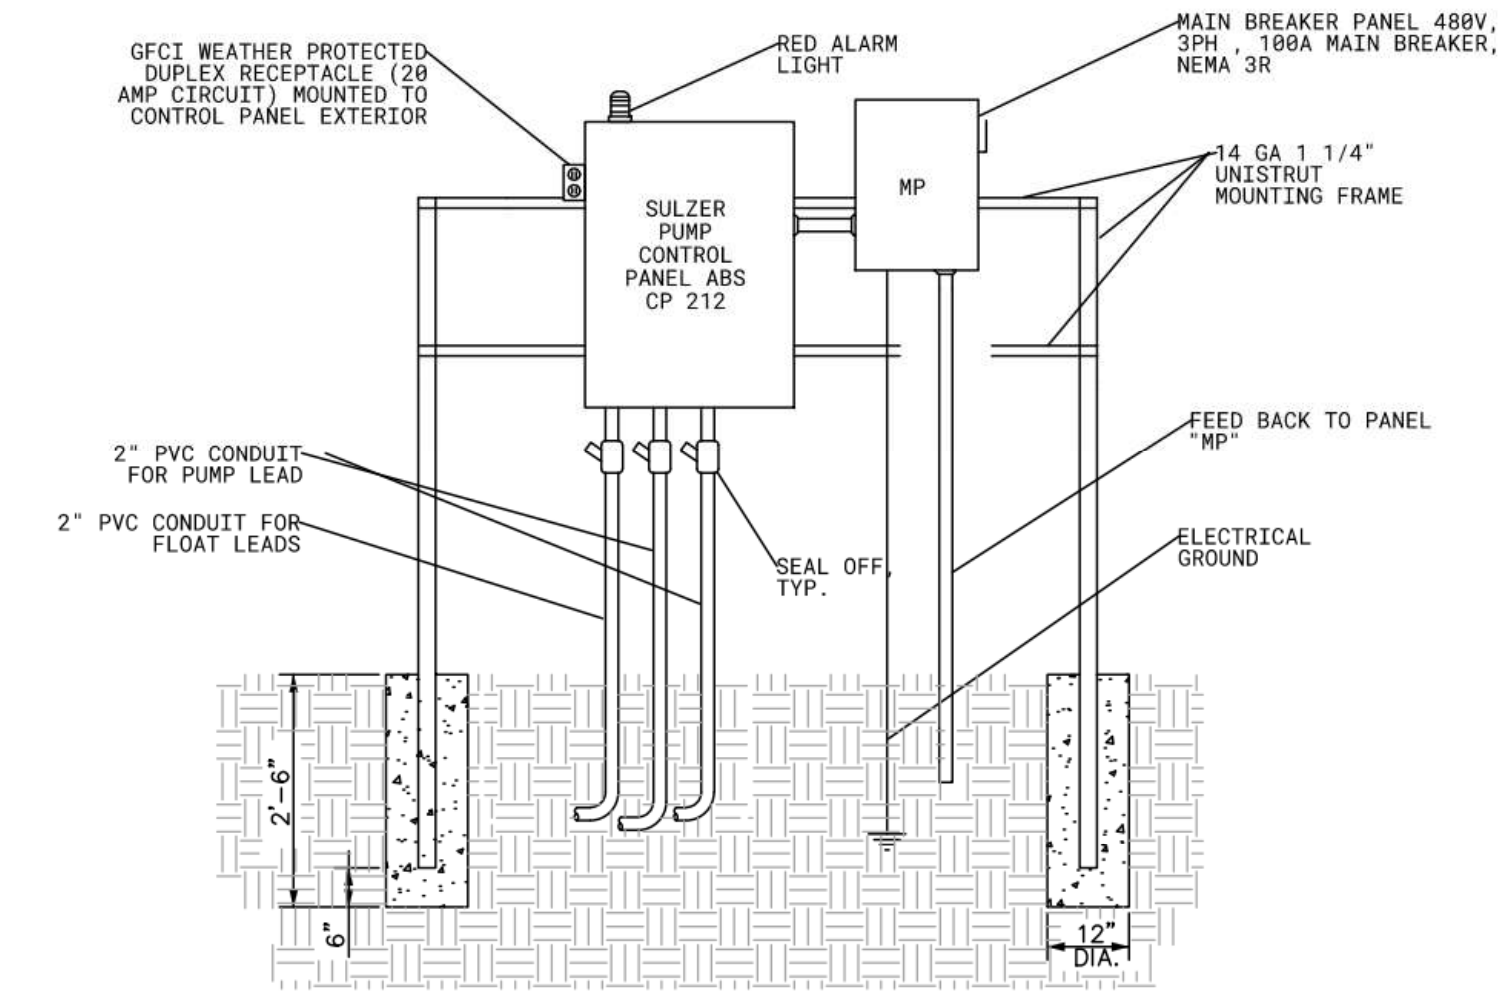 GFCI WEATHER PROTECTED
DUPLEX RECEPTACLE (20
AMP CIRCUIT) MOUNTED TO
CONTROL PANEL EXTERIOR
RED ALARM
LIGHT
MAIN BREAKER PANEL 480V,
3PH , 100A MAIN BREAKER,
NEMA 3R
14 GA 1 1/4"
UNISTRUT
MOUNTING FRAME
MP
SULZER
PUMP
CONTROL
PANEL ABS
CP 212
2" PVC CONDUIT
FOR PUMP LEAD
2" PVC CONDUIT FOR
FLOAT LEADS
SEAL OFF,
TYP.
FEED BACK TO PANEL
"MP"
ELECTRICAL
GROUND
2'-6"
6"
12"
DIA.